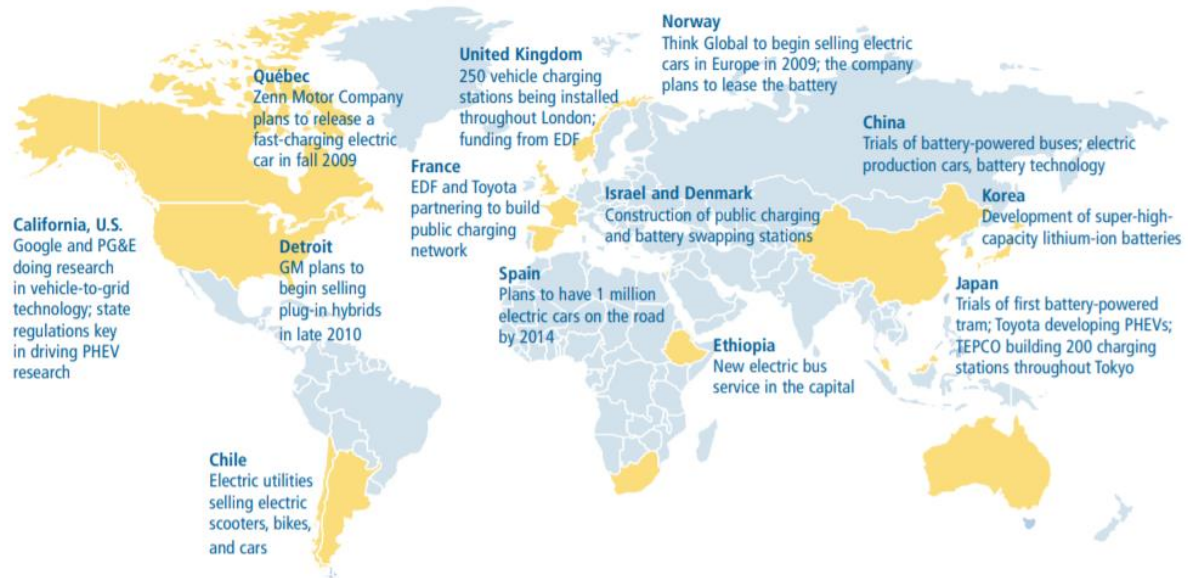 Norway
Think Global to begin selling electric
cars in Europe in 2009; the company
plans to lease the battery
United Kingdom
250 vehicle charging
stations being installed
throughout London;
funding from EDF
Québec
Zenn Motor Company
plans to release a
fast-charging electric
car in fall 2009
China
Trials of battery-powered buses; electric
production cars, battery technology
France
EDF and Toyota
partnering to build
public charging
network
Israel and Denmark
Construction of public charging
and battery swapping stations
Korea
Development of super-high-
capacity lithium-ion batteries
California, U.S.
Google and PG&E
doing research
in vehicle-to-grid
technology; state
regulations key
in driving PHEV
research
Detroit
GM plans to
begin selling
plug-in hybrids
in late 2010
Spain
Plans to have 1 million
electric cars on the road
by 2014
Japan
Trials of first battery-powered
tram; Toyota developing PHEVs;
TEPCO building 200 charging
stations throughout Tokyo
Ethiopia
New electric bus
service in the capital
Chile
Electric utilities
selling electric
scooters, bikes,
and cars